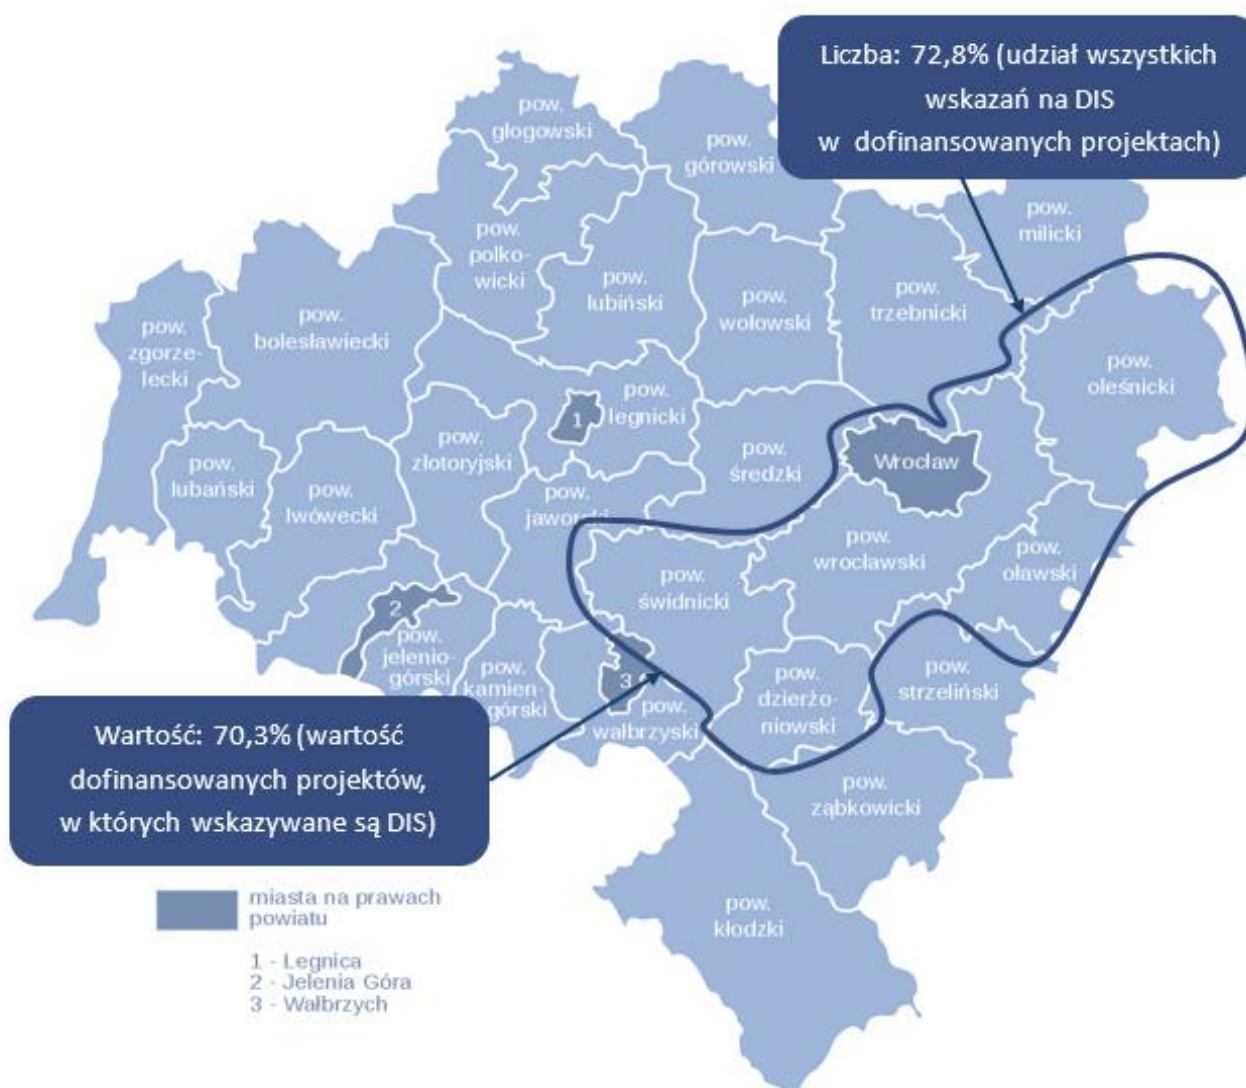 Liczba: 72,8% (udział wszystkich
wskazań na DIS
w dofinansowanych projektach)
pow.
głogowski
pow.
górowski
pow.
milicki
pow.
polko-
wicki
pow.
lubiński
pow.
wołowski
pow.
trzebnicki
pow.
oleśnicki
pow.
zgorze-
lecki
pow.
bolesławiecki
pow.
legnicki
1
pow.
złotoryjski
pow.
średzki
Wrocław
pow.
lubański
pow.
lwówecki
pow.
jaworski
pow.
wrocławski
pow.
oławski
pow.
świdnicki
2
pow.
jelenio-
górski
pow.
kamien-
górski
3
pow.
wałbrzyski
pow.
dzierżo-
niowski
pow.
strzeliński
Wartość: 70,3% (wartość
dofinansowanych projektów,
w których wskazywane są DIS)
pow.
ząbkowicki
pow.
kłodzki
miasta na prawach
powiatu
1 - Legnica
2 - Jelenia Góra
3 - Wałbrzych